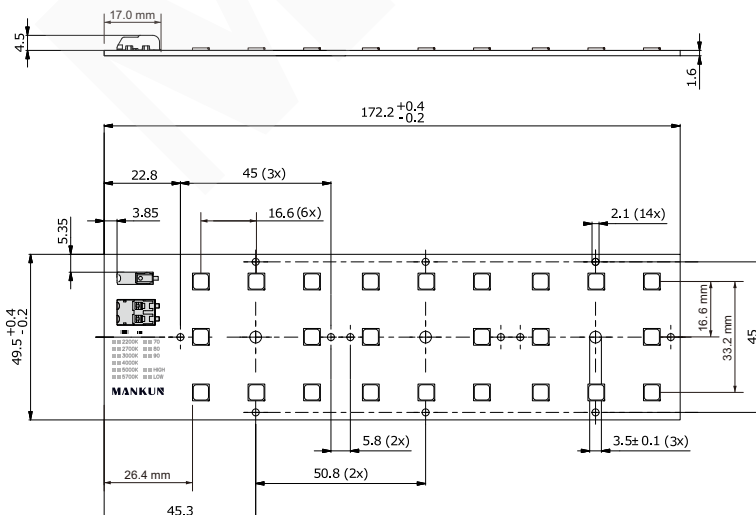 17.0 mm
4.5
1.6
172.2 +0.4 -0.2
22.8
45 (3x)
3.85
16.6 (6x)
2.1 (14x)
5.35
49.5 +0.4 -0.2
2200K 70
2700K 80
3000K 90
4000K
5000K HIGH
5700K LOW
MANKUN
16.6 mm
33.2 mm
45
5.8 (2x)
3.5± 0.1 (3x)
26.4 mm
50.8 (2x)
45.3